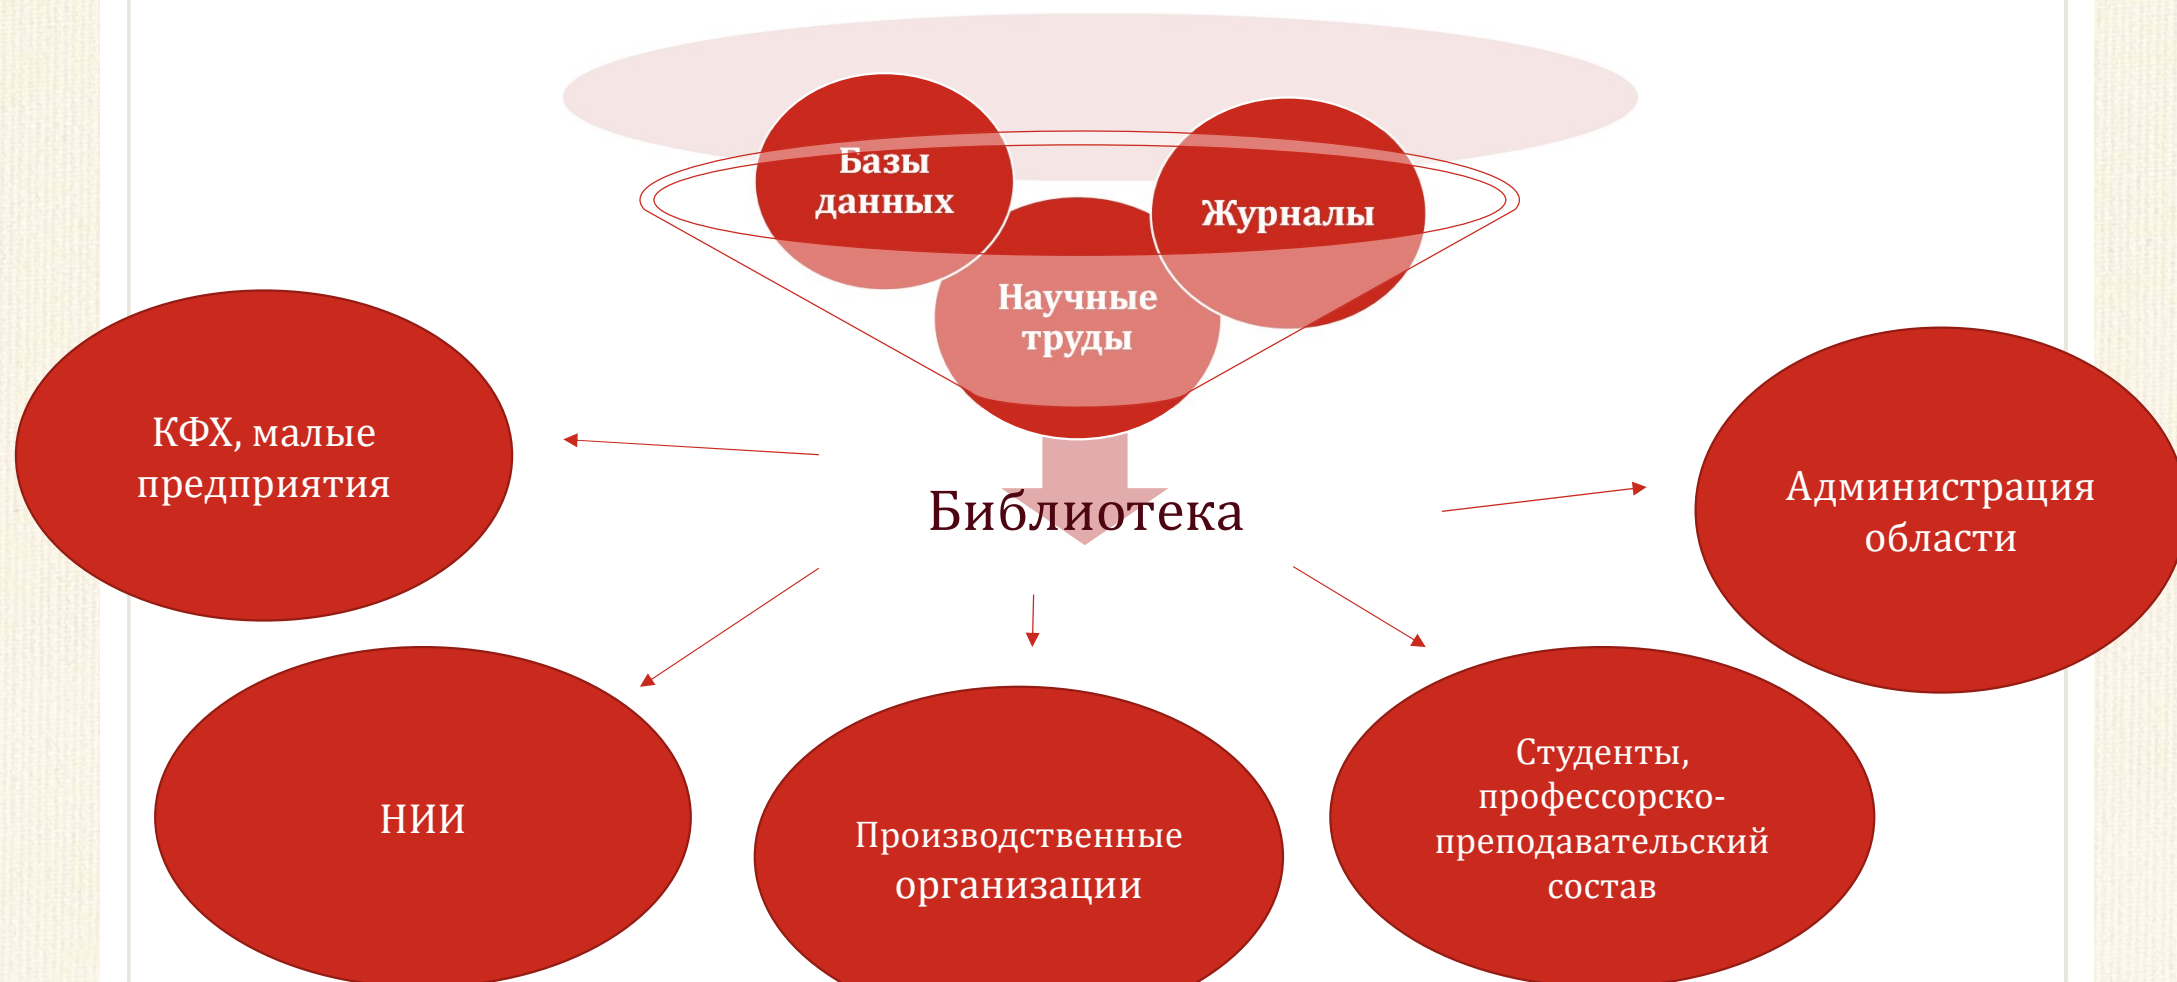 Базы
данных
Журналы
Научные
труды
КФХ, малые
предприятия
Библиотека
Администрация
области
НИИ
Производственные
организации
Студенты,
профессорско-
преподавательский
состав